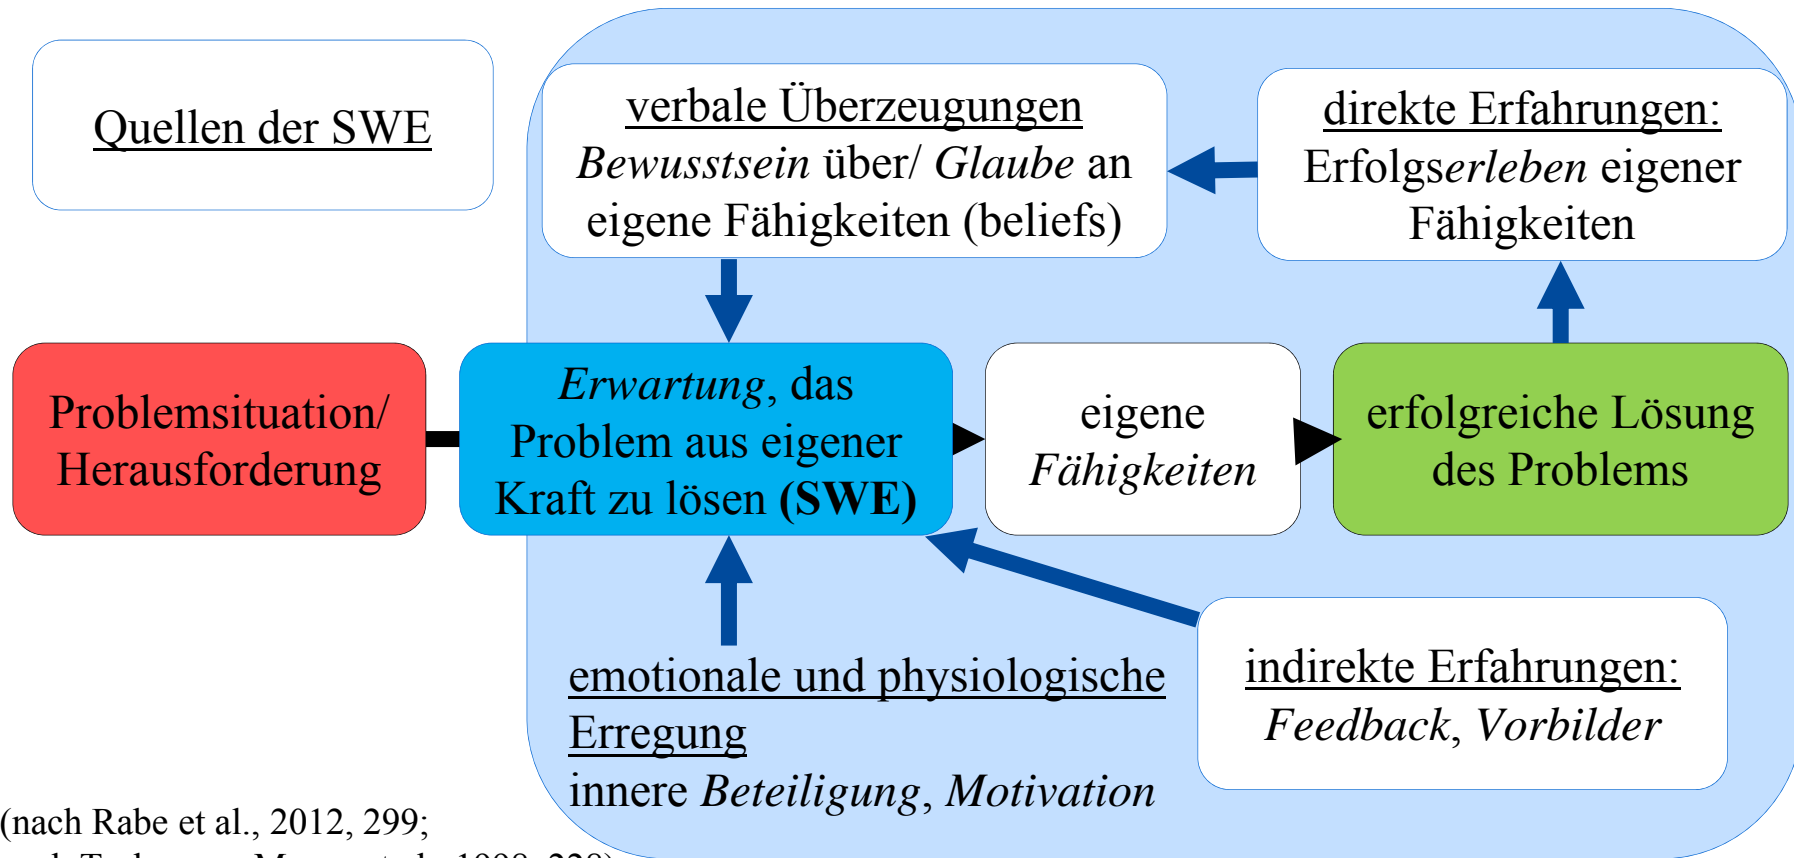 Quellen der SWE
verbale Überzeugungen
Bewusstsein über/ Glaube an
eigene Fähigkeiten (beliefs)
direkte Erfahrungen:
Erfolgserleben eigener
Fähigkeiten
Problemsituation/
Herausforderung
Erwartung, das
Problem aus eigener
Kraft zu lösen (SWE)
eigene
Fähigkeiten
erfolgreiche Lösung
des Problems
emotionale und physiologische
Erregung
innere Beteiligung, Motivation
indirekte Erfahrungen:
Feedback, Vorbilder
(nach Rabe et al., 2012, 299;
1998, 228)